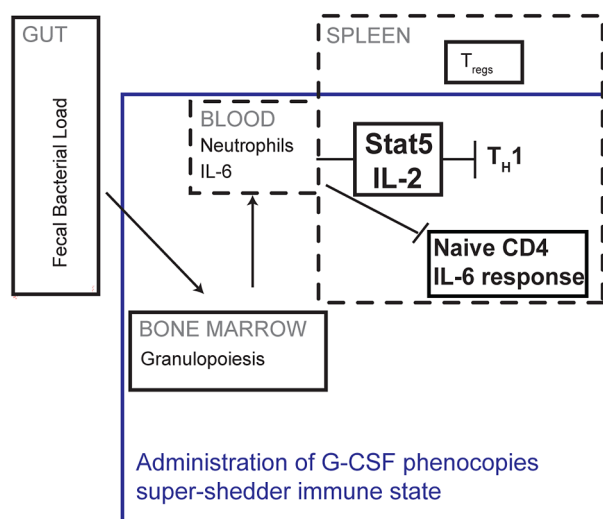 GUT
Fecal Bacterial Load
SPLEEN
Tregs
BLOOD
Neutrophils
IL-6
Stat5
IL-2
TH1
Naive CD4
IL-6 response
BONE MARROW
Granulopoiesis
Administration of G-CSF phenocopies
super-shedder immune state